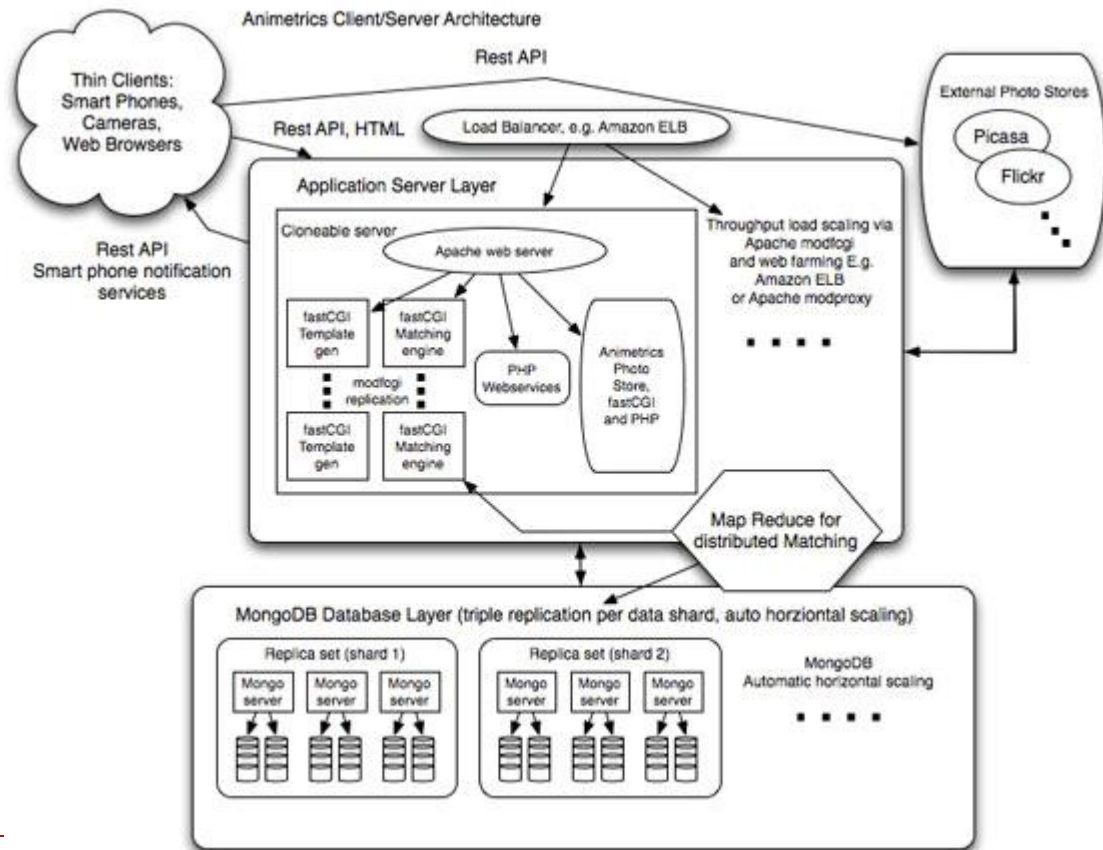 Animetrics Client/Server Architecture
Rest API
Thin Clients:
Smart Phones,
Cameras,
Web Browsers
Rest API, HTML
Load Balancer, e.g. Amazon ELB
External Photo Stores
Picasa
Flickr
Rest API
Smart phone notification
services
Application Server Layer
Cloneable server
Apache web server
Throughput load scaling via
Apache modfcgi
and web farming E.g.
Amazon ELB
or Apache modproxy
fastCGI
Template
gen
fastCGI
Matching
engine
modfcgi
replication
fastCGI
Template
gen
fastCGI
Matching
engine
PHP
Webservices
Animetrics
Photo
Store,
fastCGI
and PHP
Map Reduce for
distributed Matching
MongoDB Database Layer (triple replication per data shard, auto horziontal scaling)
Replica set (shard 1)
Mongo
server
Mongo
server
Mongo
server
Replica set (shard 2)
Mongo
server
Mongo
server
Mongo
server
MongoDB
Automatic horizontal scaling